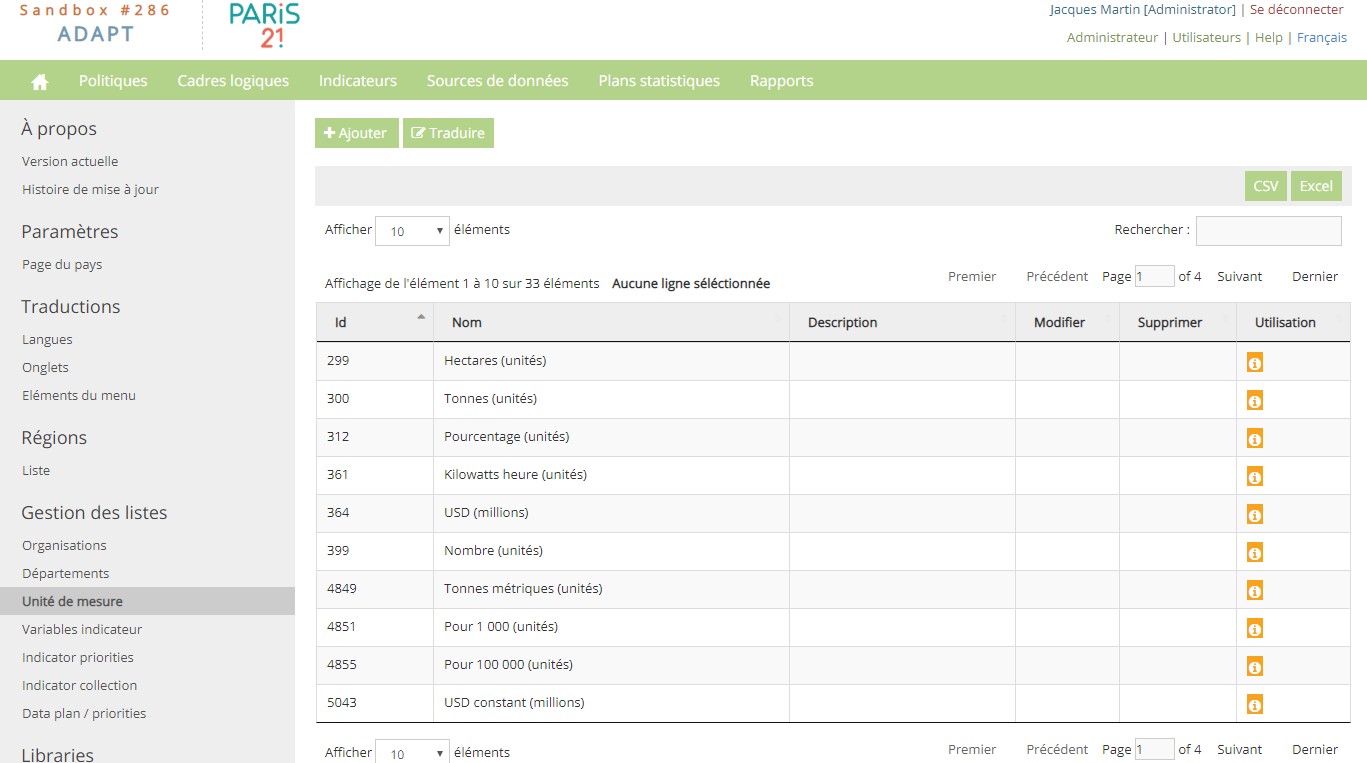 Sandbox #286
ADAPT
PARiS
21
Jacques Martin [Administrator] | Se déconnecter
Administrateur | Utilisateurs | Help | Français
Politiques Cadres logiques Indicateurs Sources de données Plans statistiques Rapports
À propos
Version actuelle
Histoire de mise à jour
Paramètres
Page du pays
Traductions
Langues
Onglets
Eléments du menu
Régions
Liste
Gestion des listes
Organisations
Départements
Unité de mesure
Variables indicateur
Indicator priorities
Indicator collection
Data plan / priorities
Libraries
Ajouter Traduire
CSV Excel
Afficher 10 éléments Rechercher :
Affichage de l'élément 1 à 10 sur 33 éléments Aucune ligne séléctionnée Premier Précédent Page 1 of 4 Suivant Dernier
Id Nom Description Modifier Supprimer Utilisation
299 Hectares (unités)
300 Tonnes (unités)
312 Pourcentage (unités)
361 Kilowatts heure (unités)
364 USD (millions)
399 Nombre (unités)
4849 Tonnes métriques (unités)
4851 Pour 1 000 (unités)
4855 Pour 100 000 (unités)
5043 USD constant (millions)
Afficher 10 éléments Premier Précédent Page 1 of 4 Suivant Dernier